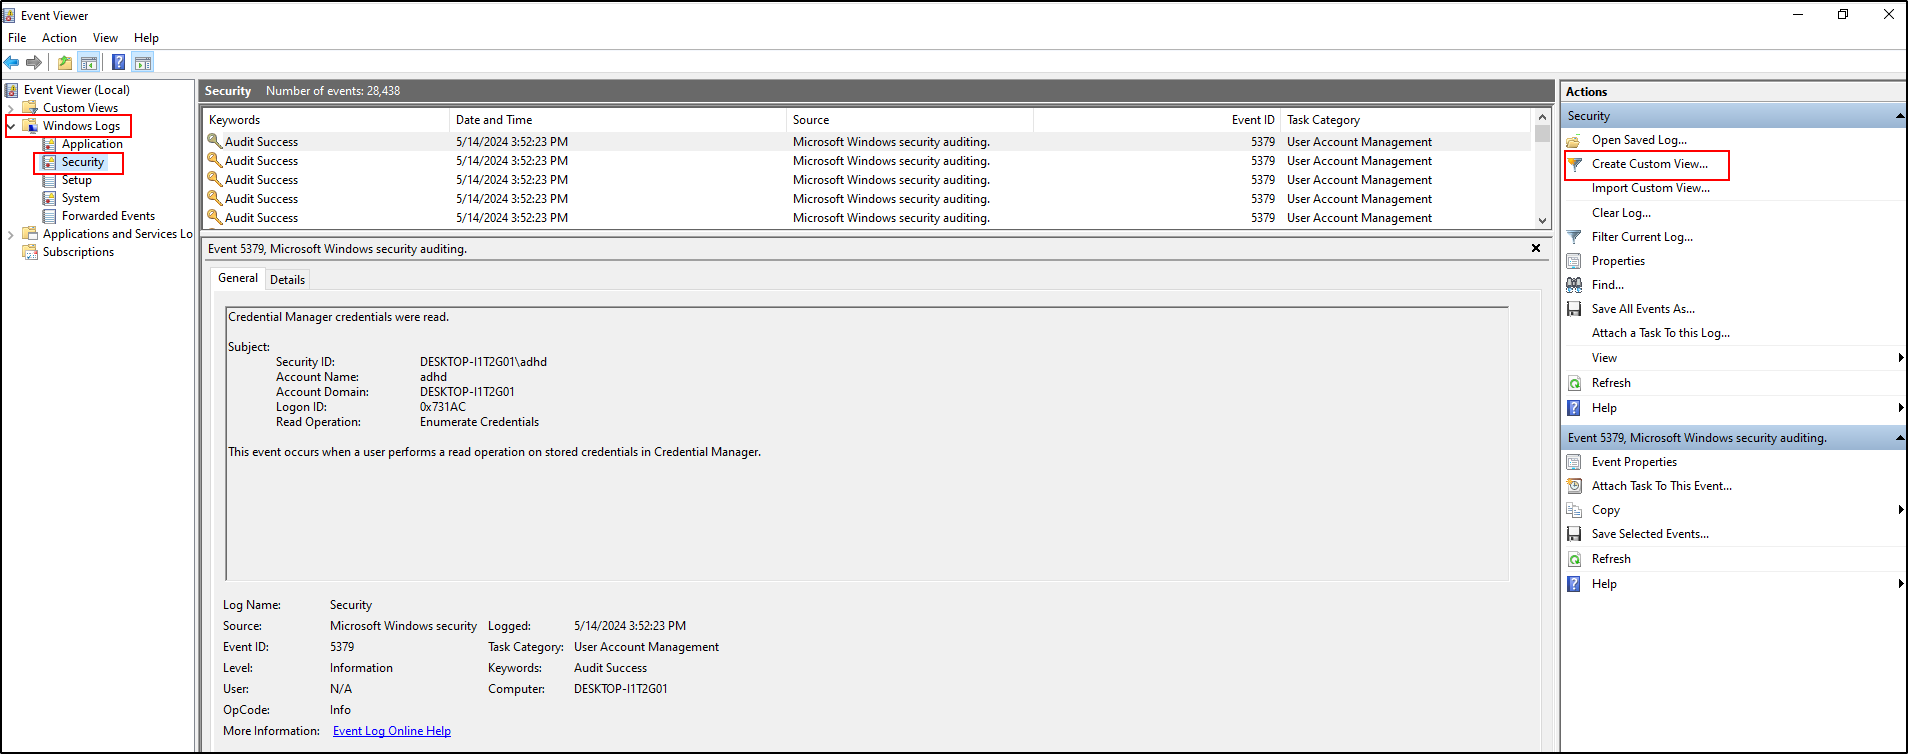 Event Viewer
File Action View Help
Event Viewer (Local)
Custom Views
Windows Logs
Application
Security
Setup
System
Forwarded Events
Applications and Services Lo
Subscriptions
Security Number of events: 28,438
Keywords Date and Time Source Event ID Task Category
Audit Success 5/14/2024 3:52:23 PM Microsoft Windows security auditing. 5379 User Account Management
Audit Success 5/14/2024 3:52:23 PM Microsoft Windows security auditing. 5379 User Account Management
Audit Success 5/14/2024 3:52:23 PM Microsoft Windows security auditing. 5379 User Account Management
Audit Success 5/14/2024 3:52:23 PM Microsoft Windows security auditing. 5379 User Account Management
Audit Success 5/14/2024 3:52:23 PM Microsoft Windows security auditing. 5379 User Account Management
Event 5379, Microsoft Windows security auditing.
General Details
Credential Manager credentials were read.
Subject:
Security ID: DESKTOP-I1T2G01\adhd
Account Name: adhd
Account Domain: DESKTOP-I1T2G01
Logon ID: 0x731AC
Read Operation: Enumerate Credentials
This event occurs when a user performs a read operation on stored credentials in Credential Manager.
Log Name: Security
Source: Microsoft Windows security Logged: 5/14/2024 3:52:23 PM
Event ID: 5379 Task Category: User Account Management
Level: Information Keywords: Audit Success
User: N/A Computer: DESKTOP-I1T2G01
OpCode: Info
More Information: Event Log Online Help
Actions
Security
Open Saved Log...
Create Custom View...
Import Custom View...
Clear Log...
Filter Current Log...
Properties
Find...
Save All Events As...
Attach a Task To this Log...
View
Refresh
Help
Event 5379, Microsoft Windows security auditing.
Event Properties
Attach Task To This Event...
Copy
Save Selected Events...
Refresh
Help